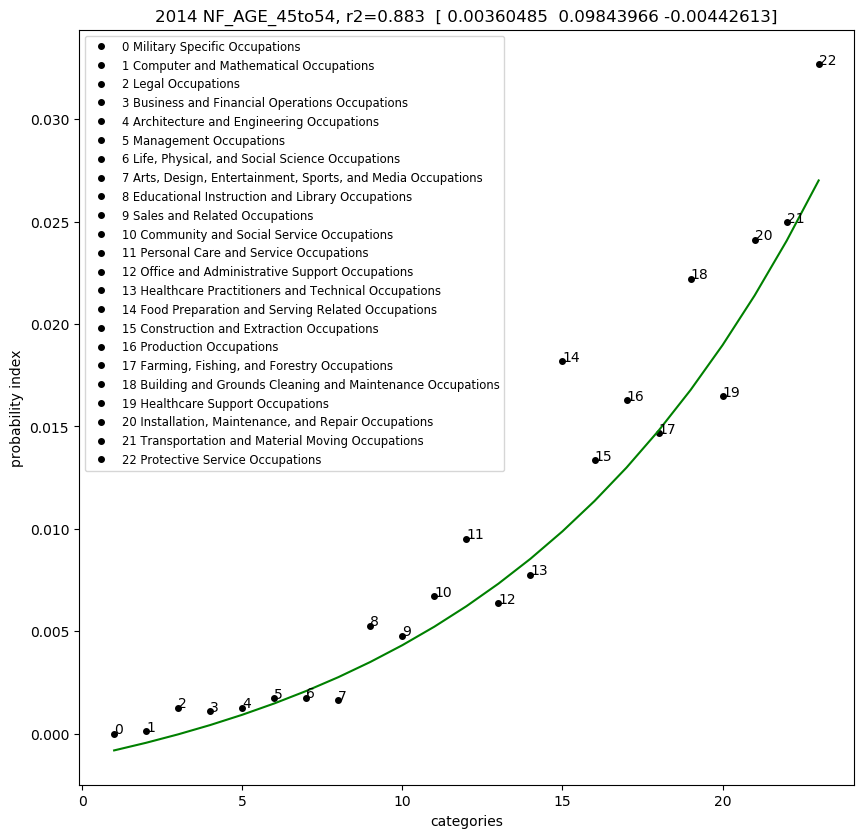 2014 NF_AGE_45to54, r2=0.883  [ 0.00360485  0.09843966 -0.00442613]
0 Military Specific Occupations
1 Computer and Mathematical Occupations
2 Legal Occupations
3 Business and Financial Operations Occupations
4 Architecture and Engineering Occupations
5 Management Occupations
6 Life, Physical, and Social Science Occupations
7 Arts, Design, Entertainment, Sports, and Media Occupations
8 Educational Instruction and Library Occupations
9 Sales and Related Occupations
10 Community and Social Service Occupations
11 Personal Care and Service Occupations
12 Office and Administrative Support Occupations
13 Healthcare Practitioners and Technical Occupations
14 Food Preparation and Serving Related Occupations
15 Construction and Extraction Occupations
16 Production Occupations
17 Farming, Fishing, and Forestry Occupations
18 Building and Grounds Cleaning and Maintenance Occupations
19 Healthcare Support Occupations
20 Installation, Maintenance, and Repair Occupations
21 Transportation and Material Moving Occupations
22 Protective Service Occupations
probability index
0.030
0.025
0.020
0.015
0.010
0.005
0.000
0
1
2
3
4
5
6
7
8
9
10
11
12
13
14
15
16
17
18
19
20
21
22
0
5
10
15
20
categories